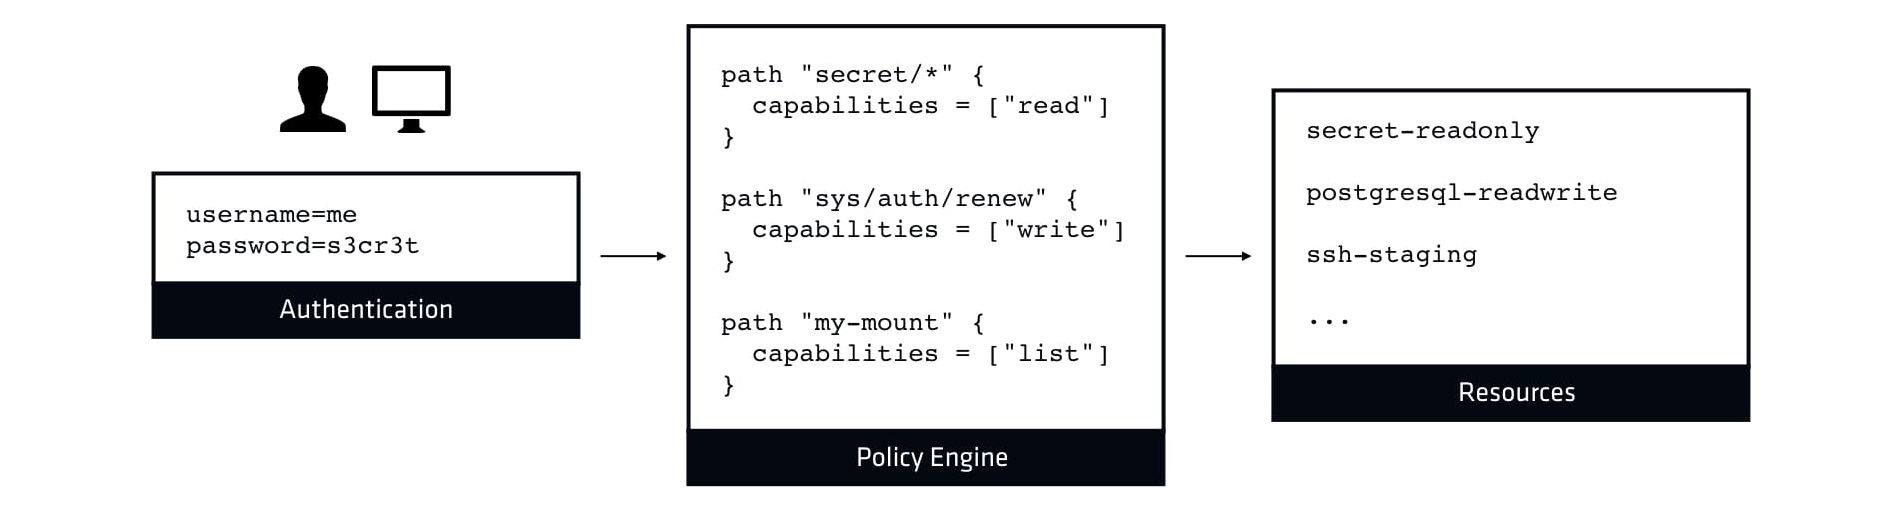 username=me
password=s3cr3t
Authentication
path "secret/*" {
  capabilities = ["read"]
}
path "sys/auth/renew" {
  capabilities = ["write"]
}
path "my-mount" {
  capabilities = ["list"]
}
Policy Engine
secret-readonly
postgresql-readwrite
ssh-staging
...
Resources